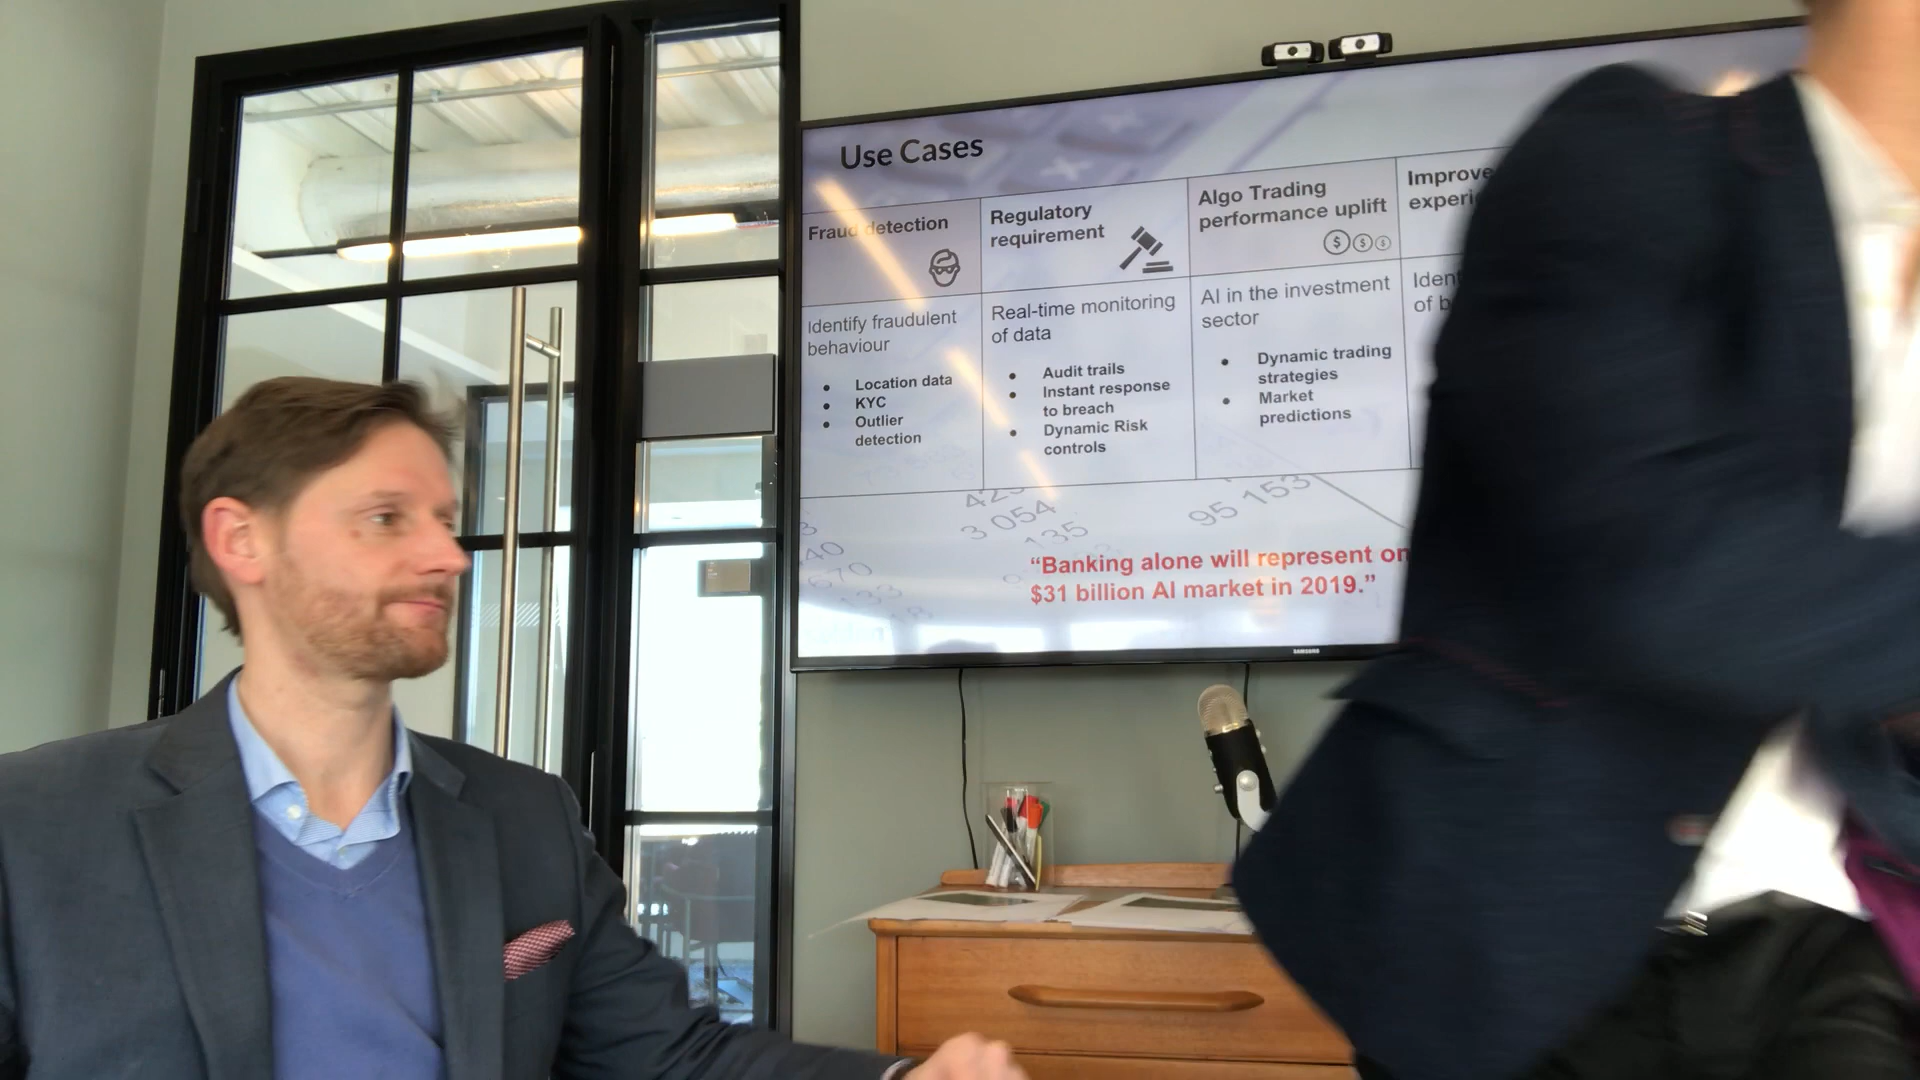 Use Cases
Fraud detection
Regulatory
requirement
Algo Trading
performance uplift
Improve
Identify fraudulent
behaviour
Location data
KYC
Outlier
detection
Real-time monitoring
of data
Audit trails
Instant response
to breach
Dynamic Risk
controls
AI in the investment
sector
Dynamic trading
strategies
Market
predictions
of
3 054
135
95 153
“Banking alone will represent
$31 billion AI market in 2019.”
SAMSUNG